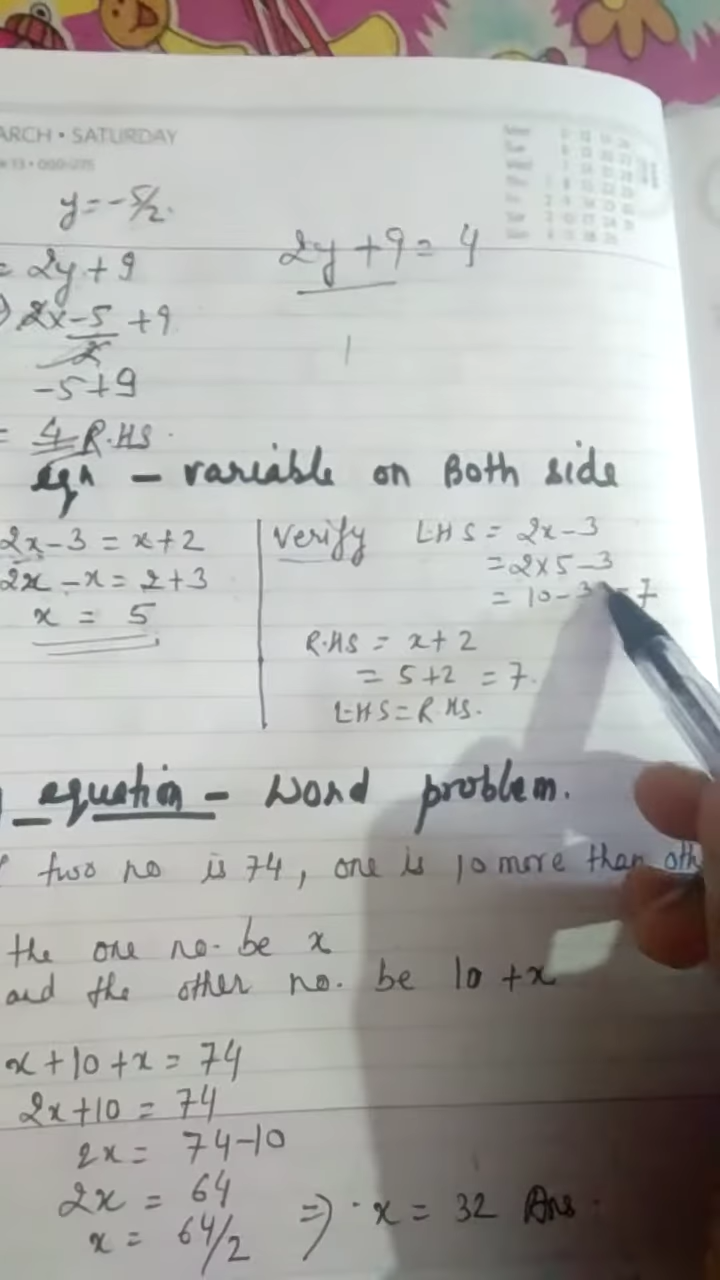 ARCH • SATURDAY
y = -5/2.
= 2y + 9
2y + 9 = 4
2x -5/2 + 9
-5+9
= 4 R.HS.
eqn - variable on Both side
2x-3 = x+2
2x - x = 2+3
x = 5
verify LHS = 2x-3
= 2x5-3
= 10-3 = 7
R.HS = x+2
= 5+2 = 7.
LHS = R.HS.
equation - word problem.
two no is 74, one is 10 more than oth
the one no. be x
and the other no. be 10 + x
x + 10 + x = 74
2x+10 = 74
2x = 74-10
2x = 64
x = 64/2 ⇒ x = 32 Ans.